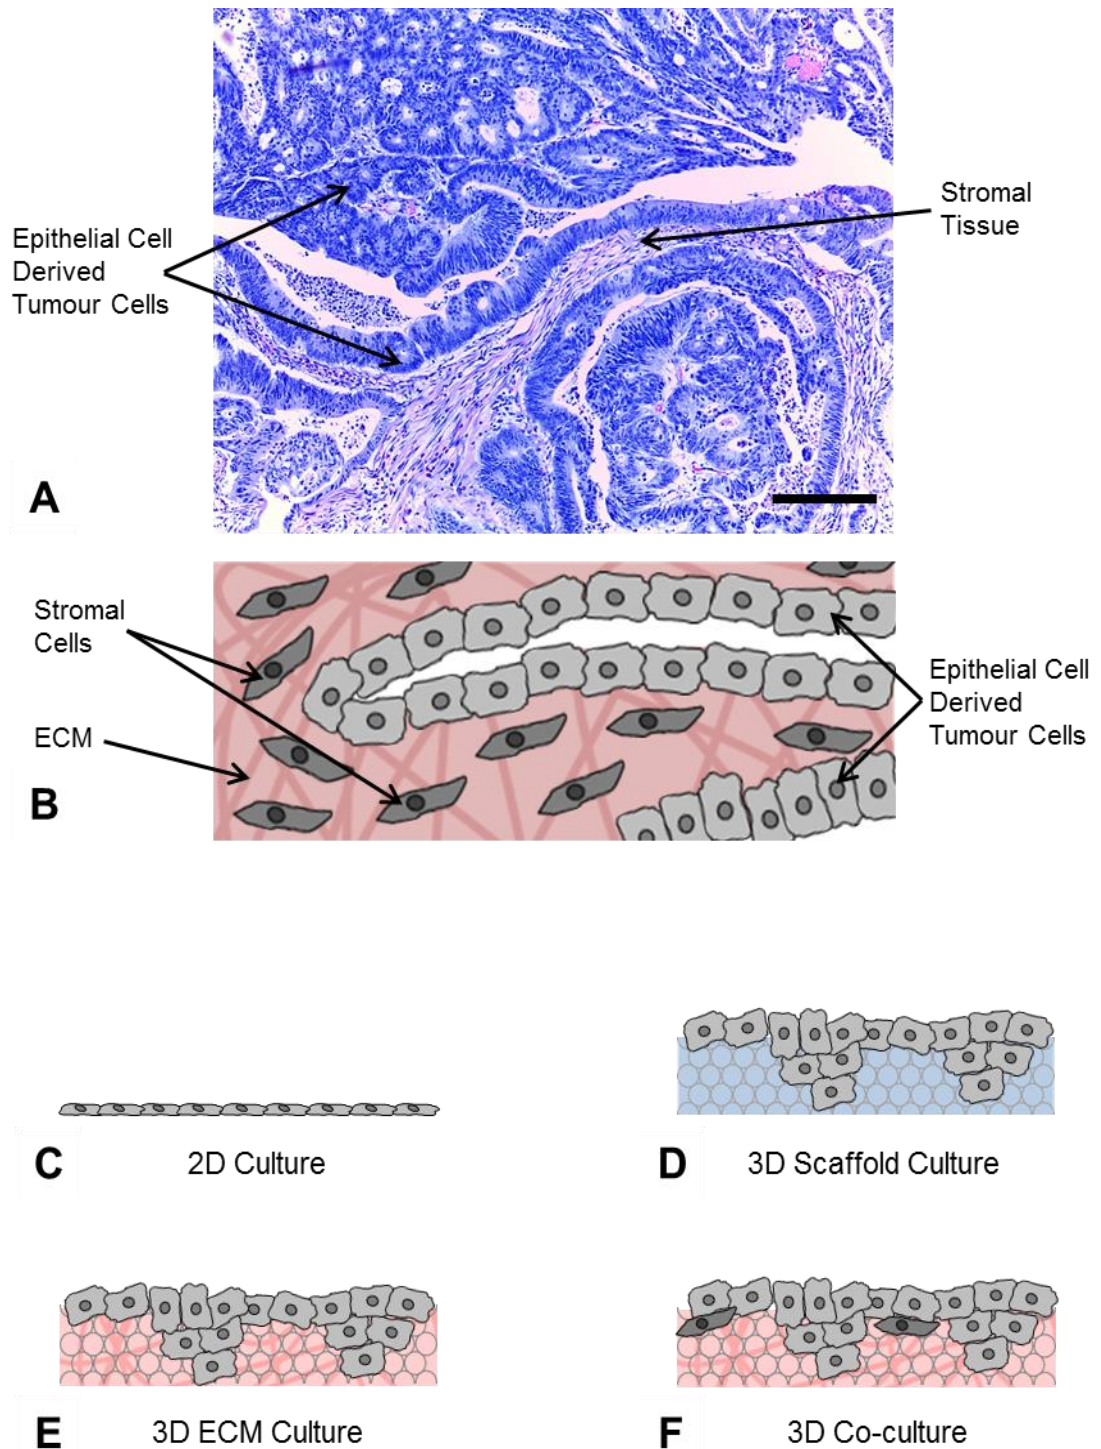 Epithelial Cell
Derived
Tumour Cells
Stromal
Tissue
A
Stromal
Cells
ECM
Epithelial Cell
Derived
Tumour Cells
B
C
2D Culture
D
3D Scaffold Culture
E
3D ECM Culture
F
3D Co-culture